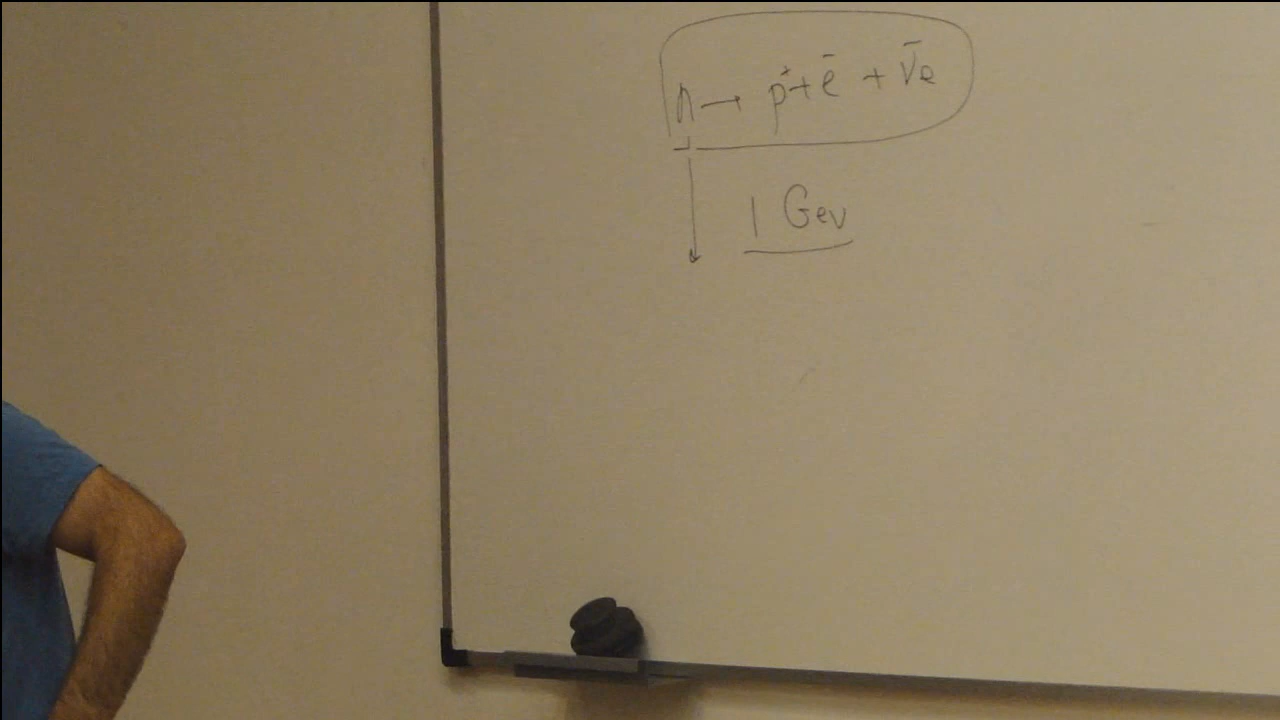 n → p⁺ + e⁻ + ν̄e
1 Gev